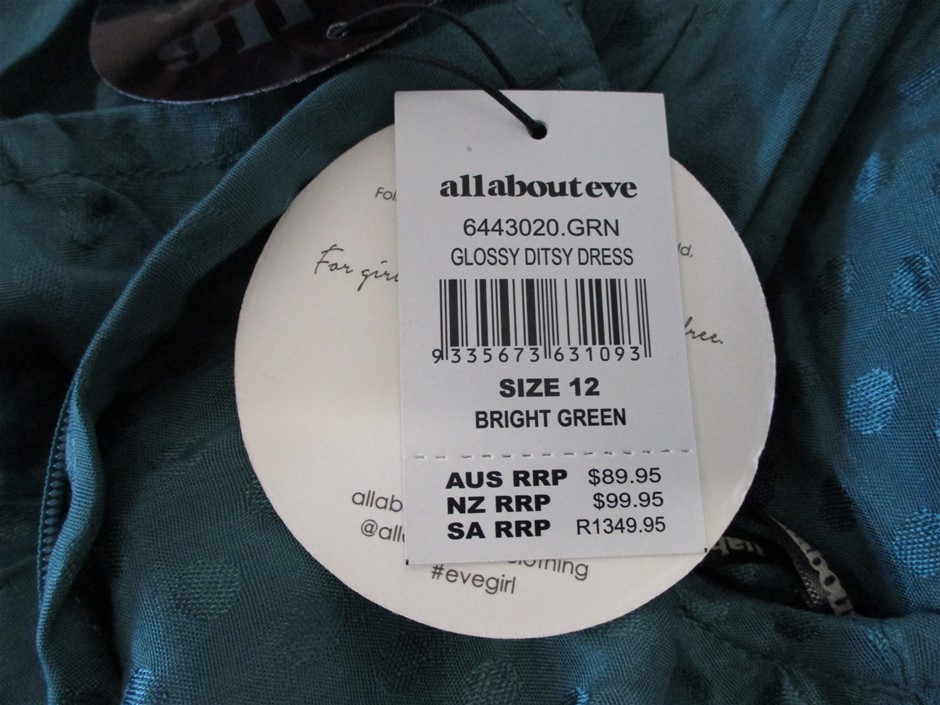 allabouteve
6443020.GRN
GLOSSY DITSY DRESS
9 335673 631093
SIZE 12
BRIGHT GREEN
AUS RRP $89.95
NZ RRP $99.95
SA RRP R1349.95
For
#evegirl